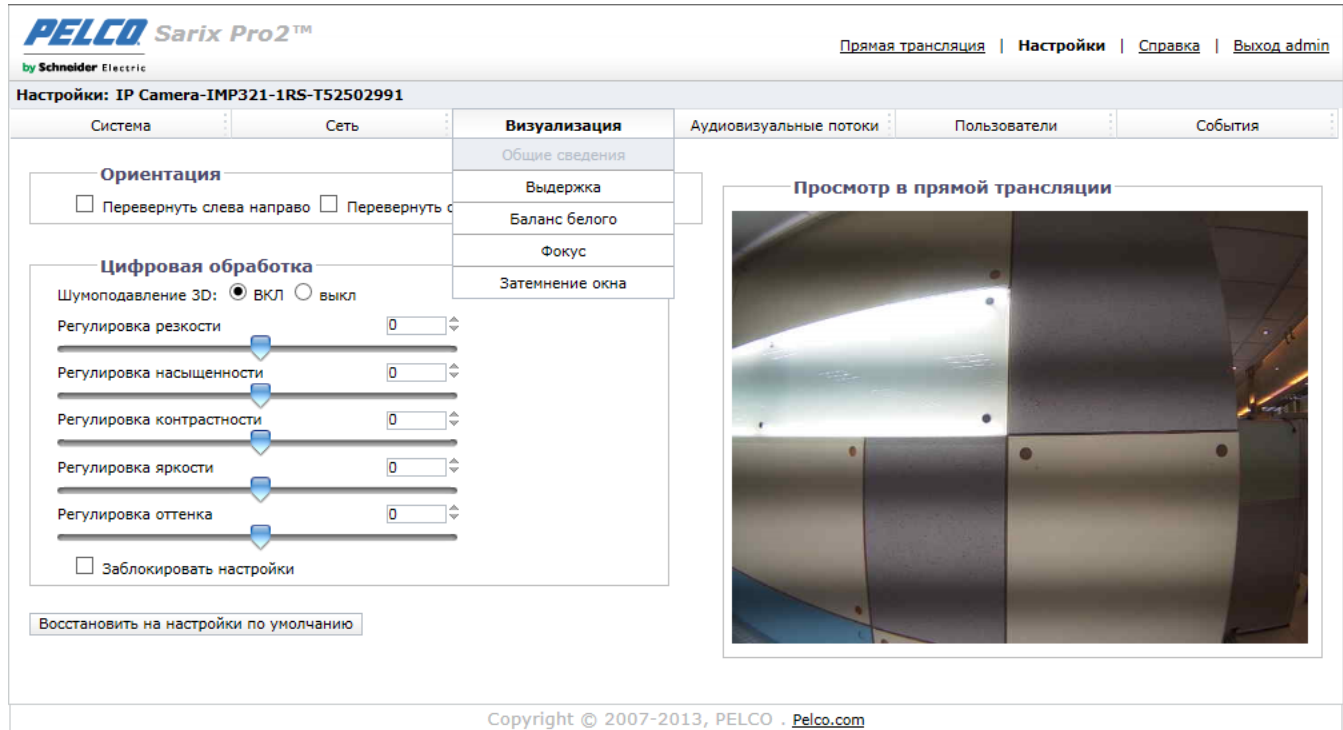 PELCO Sarix Pro2™
by Schneider Electric
Прямая трансляция | Настройки | Справка | Выход admin
Настройки: IP Camera-IMP321-1RS-T52502991
Система Сеть Визуализация Аудиовизуальные потоки Пользователи События
Общие сведения
Выдержка
Баланс белого
Фокус
Затемнение окна
Ориентация
Перевернуть слева направо Перевернуть с
Цифровая обработка
Шумоподавление 3D: ВКЛ выкл
Регулировка резкости 0
Регулировка насыщенности 0
Регулировка контрастности 0
Регулировка яркости 0
Регулировка оттенка 0
Заблокировать настройки
Восстановить на настройки по умолчанию
Просмотр в прямой трансляции
Copyright © 2007-2013, PELCO . Pelco.com